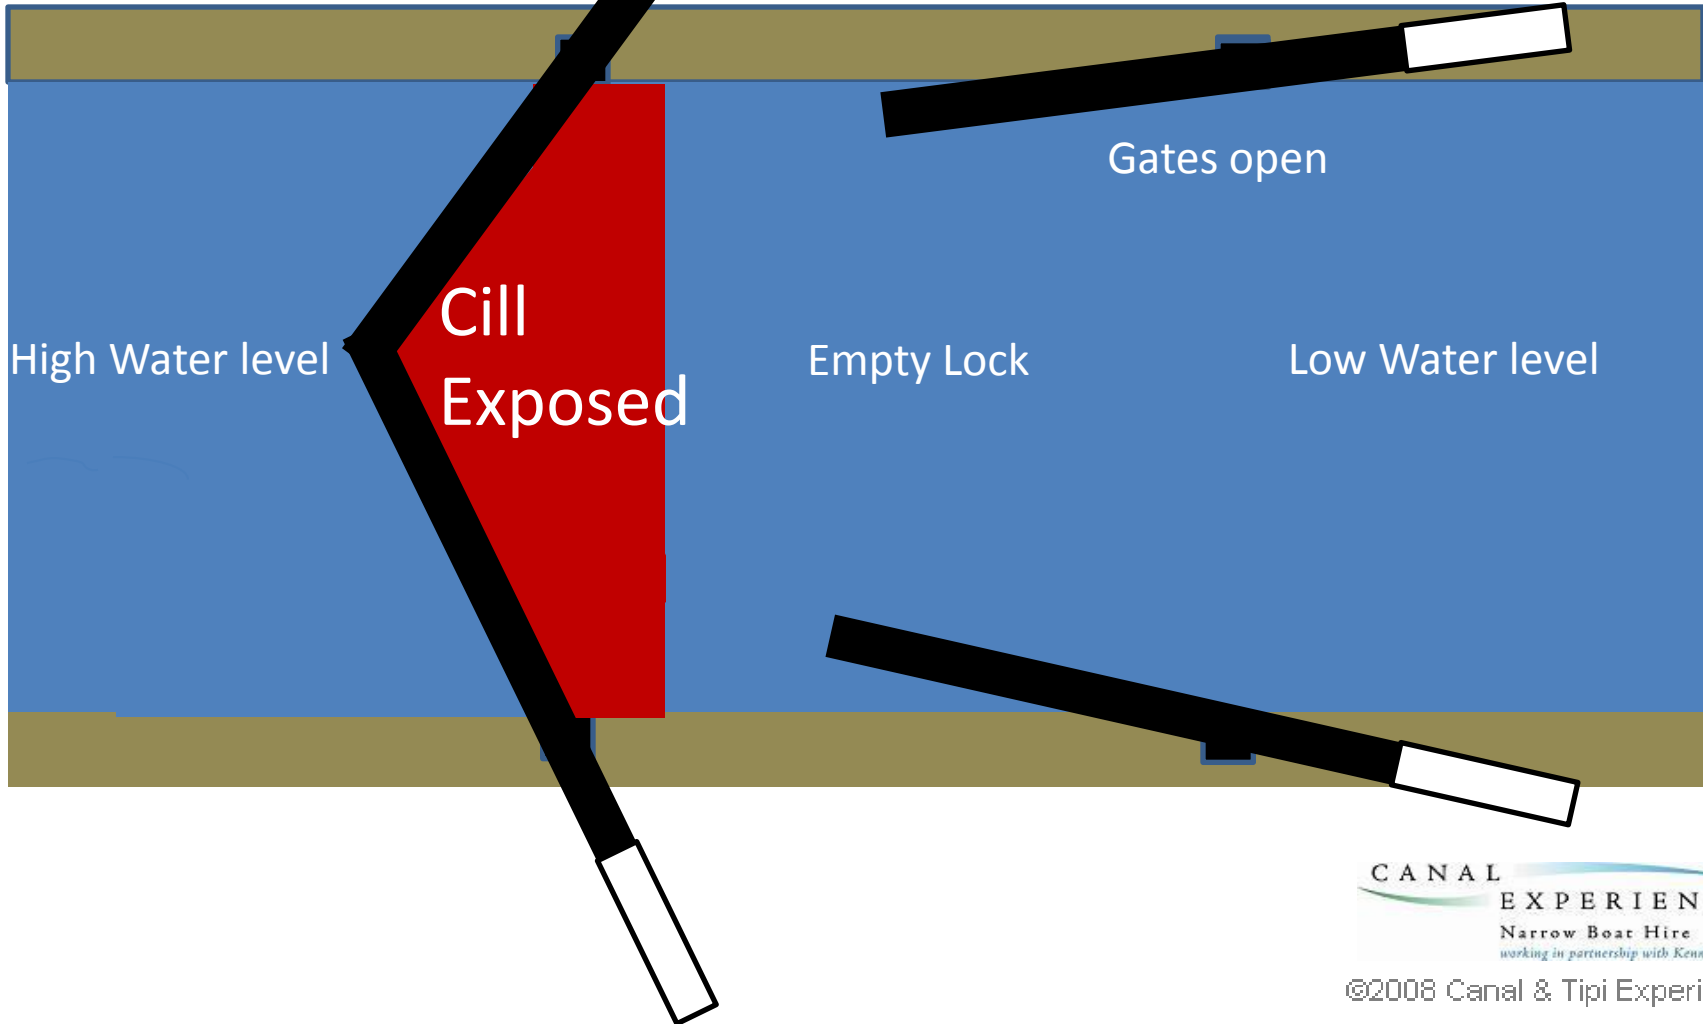 Gates open
Cill
Exposed
High Water level
Empty Lock
Low Water level
CANAL
EXPERIEN
Narrow Boat Hire
working in partnership with Kenn
©2008 Canal & Tipi Experi